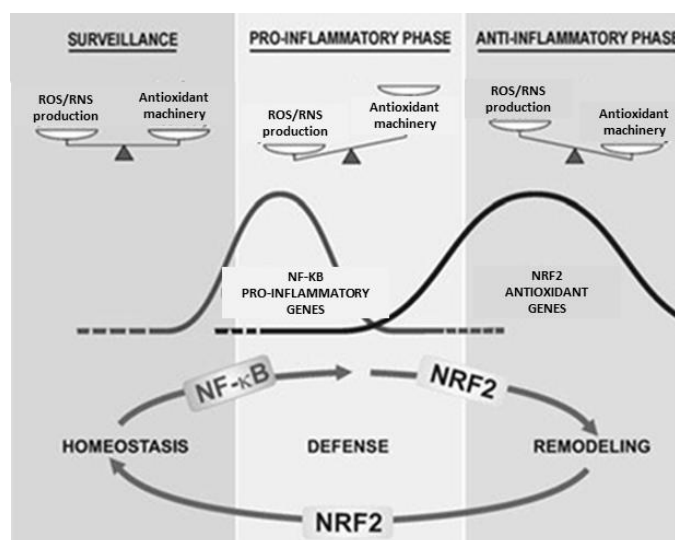 SURVEILLANCE
PRO-INFLAMMATORY PHASE
ANTI-INFLAMMATORY PHASE
ROS/RNS
production
Antioxidant
machinery
ROS/RNS
production
Antioxidant
machinery
ROS/RNS
production
Antioxidant
machinery
NF-KB
PRO-INFLAMMATORY
GENES
NRF2
ANTIOXIDANT
GENES
NF-κB
NRF2
HOMEOSTASIS
DEFENSE
REMODELING
NRF2